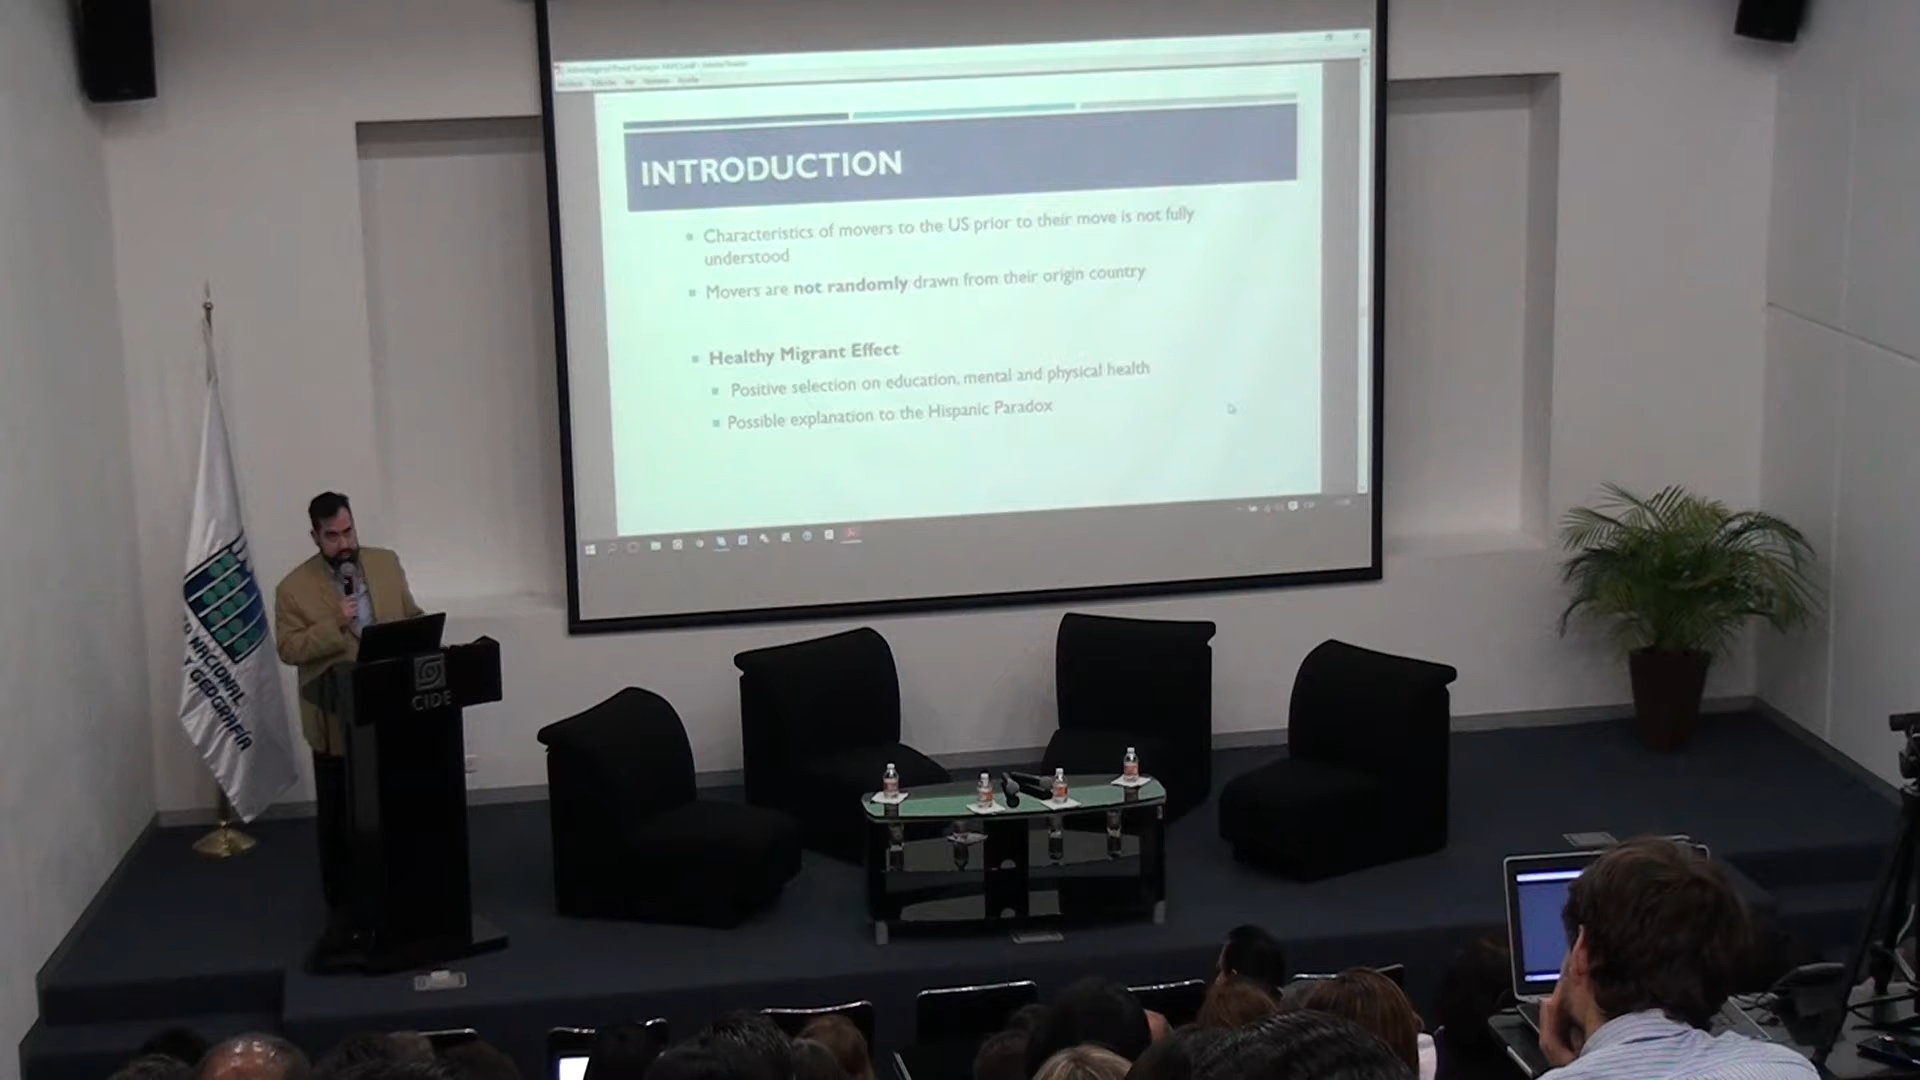 INTRODUCTION
Characteristics of movers to the US prior to their move is not fully
understood
Movers are not randomly drawn from their origin country
Healthy Migrant Effect
Positive selection on education, mental and physical health
Possible explanation to the Hispanic Paradox
NACIONAL
Y GEOGRAFÍA
CIDE